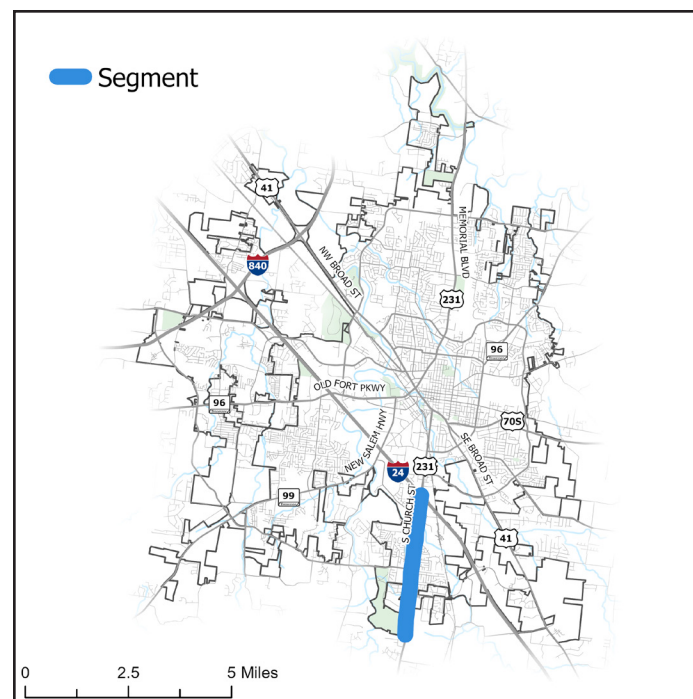 Segment
41
NW BROAD ST
MEMORIAL BLVD
840
231
96
OLD FORT PKWY
96
70S
NEW SALEM HWY
SE BROAD ST
231
24
99
S CHURCH ST
41
0 2.5 5 Miles